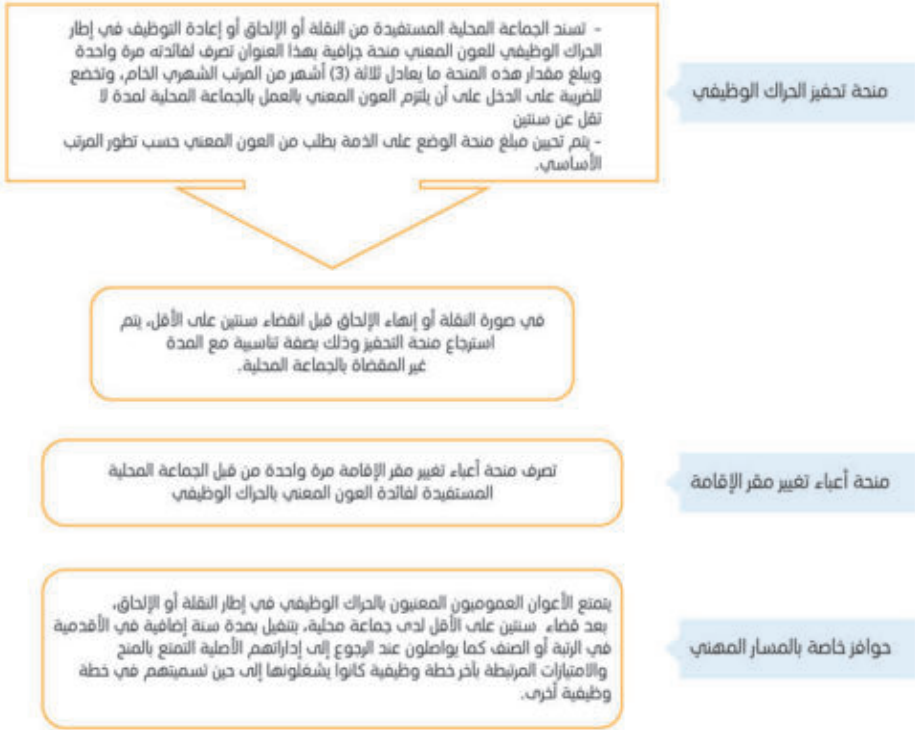 منحة تحفيز الحراك الوظيفي
- تسند الجماعة المحلية المستفيدة من النقلة أو الإلحاق أو إعادة التوظيف في إطار
الحراك الوظيفي للعون المعني منحة جزافية بهذا العنوان تصرف لفائدته مرة واحدة
ويبلغ مقدار هذه المنحة ما يعادل ثلاثة (3) أشهر من المرتب الشهري الخام، وتخضع
للضريبة على الدخل على أن يلتزم العون المعني بالعمل بالجماعة المحلية لمدة لا
تقل عن سنتين
- يتم تحيين مبلغ منحة الوضع على الذمة بطلب من العون المعني حسب تطور المرتب
الأساسي.
في صورة النقلة أو إنهاء الإلحاق قبل انقضاء سنتين على الأقل، يتم
استرجاع منحة التحفيز وذلك بصفة تناسبية مع المدة
غير المقضاة بالجماعة المحلية.
منحة أعباء تغيير مقر الإقامة
تصرف منحة أعباء تغيير مقر الإقامة مرة واحدة من قبل الجماعة المحلية
المستفيدة لفائدة العون المعني بالحراك الوظيفي
حوافز خاصة بالمسار المهني
يتمتع الأعوان العموميون المعنيون بالحراك الوظيفي في إطار النقلة أو الإلحاق،
بعد قضاء سنتين على الأقل لدى جماعة محلية، بتنفيل بمدة سنة إضافية في الأقدمية
في الرتبة أو الصنف كما يواصلون عند الرجوع إلى إداراتهم الأصلية التمتع بالمنح
والامتيازات المرتبطة بآخر خطة وظيفية كانوا يشغلونها إلى حين تسميتهم في خطة
وظيفية أخرى.